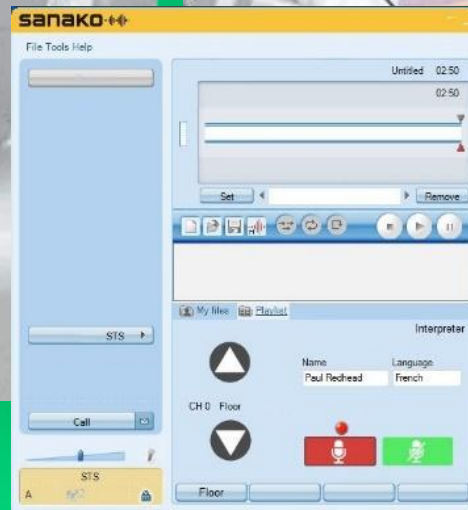 sanako
File Tools Help
Untitled 02:50
02:50
Set
Remove
STS
My files Playlist
Interpreter
Name Language
Paul Redhead French
CH 0 Floor
Call
STS
A
Floor